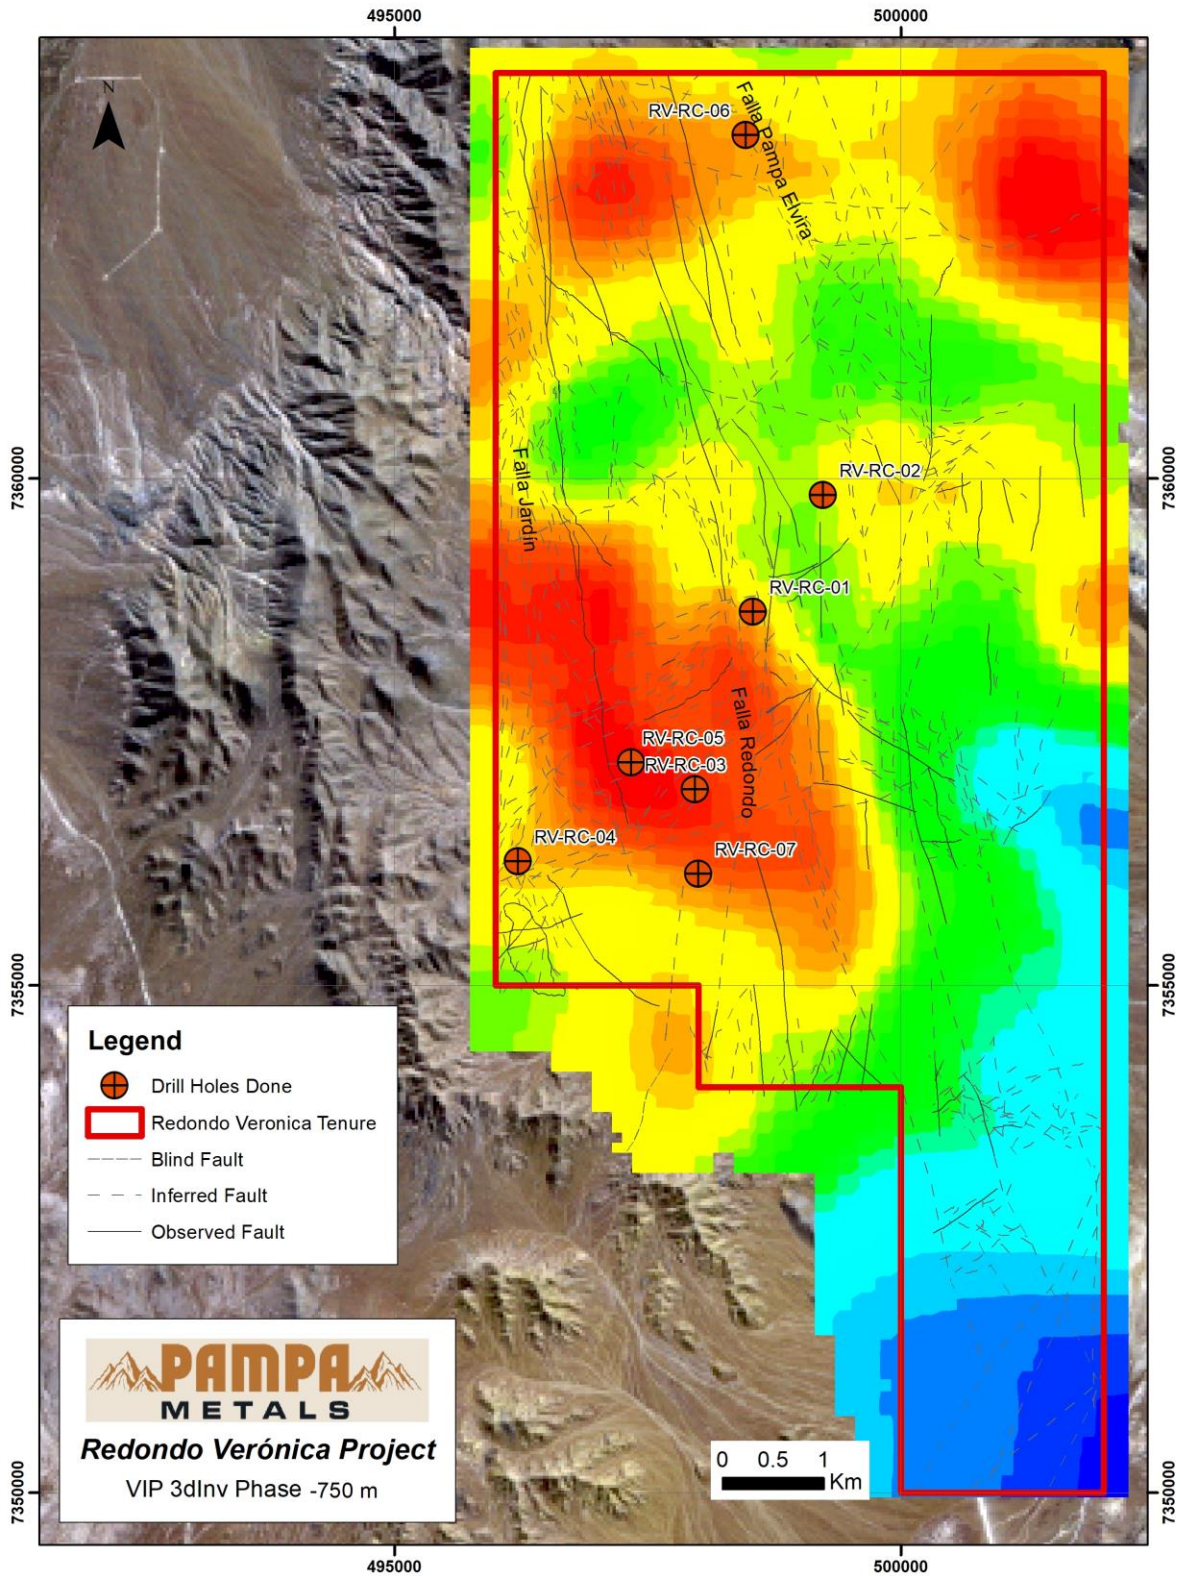 495000
500000
N
RV-RC-06
Falla Pampa Elvira
7360000
7360000
Falla Jardín
RV-RC-02
RV-RC-01
Falla Redondo
RV-RC-05
RV-RC-03
RV-RC-04
RV-RC-07
7355000
7355000
Legend
Drill Holes Done
Redondo Veronica Tenure
Blind Fault
Inferred Fault
Observed Fault
PAMPA
METALS
Redondo Verónica Project
VIP 3dInv Phase -750 m
0 0.5 1
Km
7350000
7350000
495000
500000